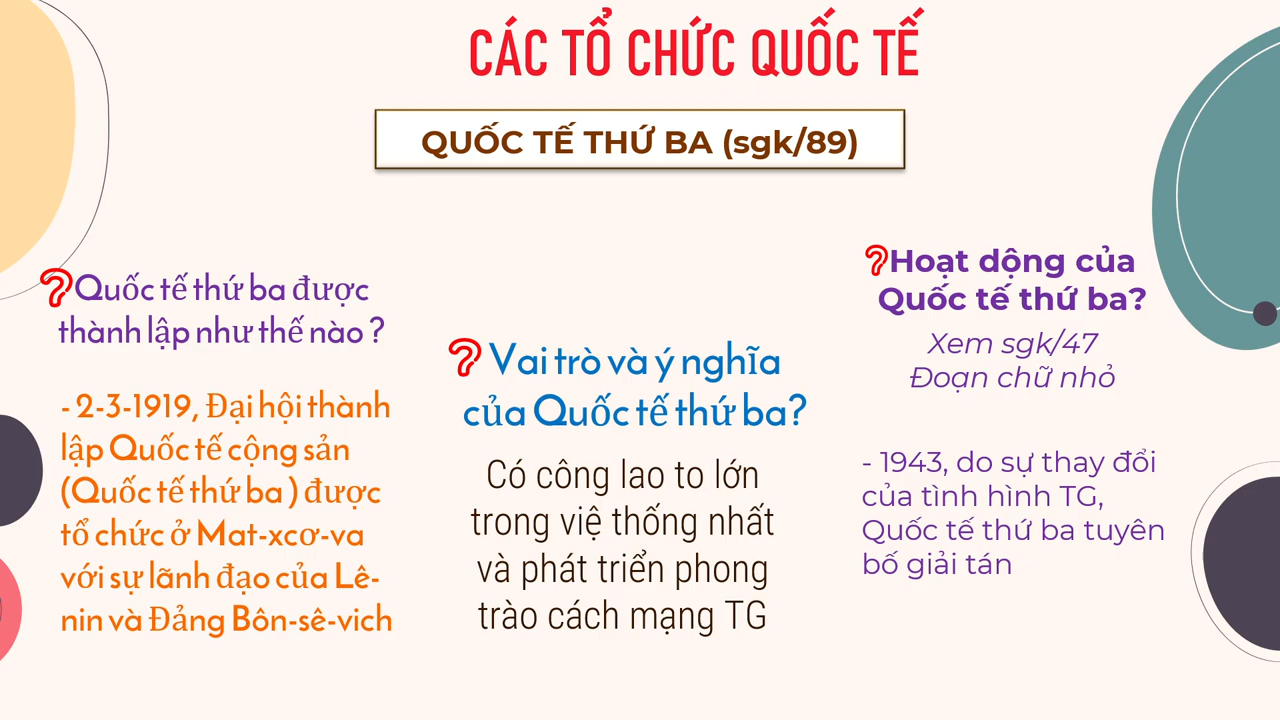 CÁC TỔ CHỨC QUỐC TẾ
QUỐC TẾ THỨ BA (sgk/89)
?Quốc tế thứ ba được
thành lập như thế nào ?
- 2-3-1919, Đại hội thành
lập Quốc tế cộng sản
(Quốc tế thứ ba ) được
tổ chức ở Mat-xcơ-va
với sự lãnh đạo của Lê-
nin và Đảng Bôn-sê-vich
? Vai trò và ý nghĩa
của Quốc tế thứ ba?
Có công lao to lớn
trong việ thống nhất
và phát triển phong
trào cách mạng TG
?Hoạt dộng của
Quốc tế thứ ba?
Xem sgk/47
Đoạn chữ nhỏ
- 1943, do sự thay đổi
của tình hình TG,
Quốc tế thứ ba tuyên
bố giải tán